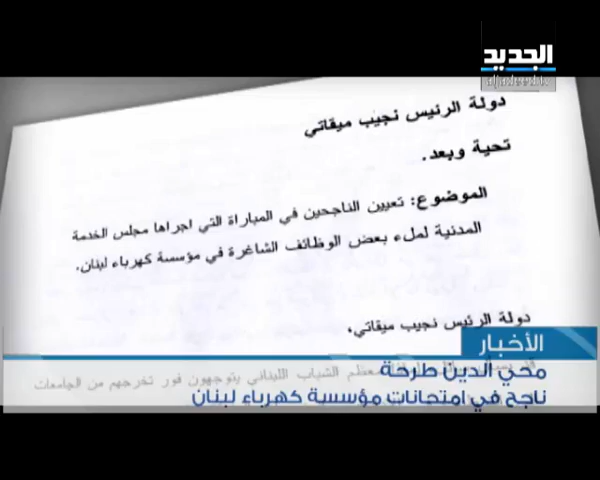 الجديد
aljadeed.tv
دولة الرئيس نجيب ميقاتي
تحية وبعد.
الموضوع: تعيين الناجحين في المباراة التي اجراها مجلس الخدمة
المدنية لملء بعض الوظائف الشاغرة في مؤسسة كهرباء لبنان.
دولة الرئيس نجيب ميقاتي،
الأخبار
معظم الشباب اللبناني يتوجهون فور تخرجهم من الجامعات
محي الدين طرحة
ناجح في امتحانات مؤسسة كهرباء لبنان